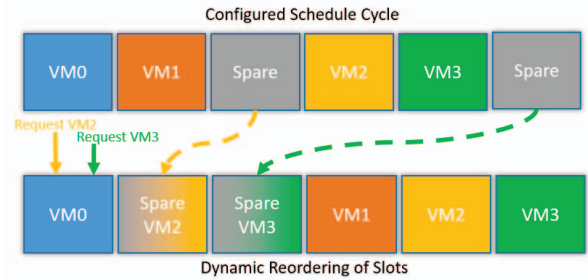 Configured Schedule Cycle
VM0 VM1 Spare VM2 VM3 Spare
Request VM2
Request VM3
VM0 Spare VM2 Spare VM3 VM1 VM2 VM3
Dynamic Reordering of Slots